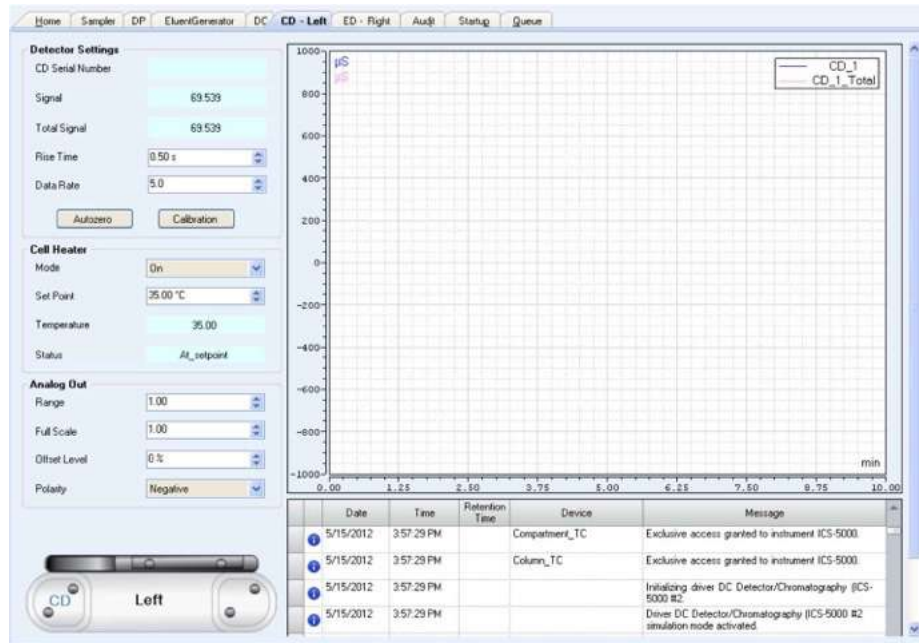 Home Sampler DP EluentGenerator DC CD - Left ED - Right Audit Startup Queue
Detector Settings
CD Serial Number
Signal 69.539
Total Signal 69.539
Rise Time 0.50 s
Data Rate 5.0
Autozero Calibration
Cell Heater
Mode On
Set Point 35.00 °C
Temperature 35.00
Status At_setpoint
Analog Out
Range 1.00
Full Scale 1.00
Offset Level 0 %
Polarity Negative
CD Left
1000
µS
µS
CD_1
CD_1_Total
800
600
400
200
0
-200
-400
-600
-800
min
-1000
0.00 1.25 2.50 3.75 5.00 6.25 7.50 8.75 10.00
Date Time Retention Time Device Message
5/15/2012 3:57:29 PM Compartment_TC Exclusive access granted to instrument ICS-5000.
5/15/2012 3:57:29 PM Column_TC Exclusive access granted to instrument ICS-5000.
5/15/2012 3:57:29 PM Initializing driver DC Detector/Chromatography (ICS-
5000 #2.
5/15/2012 3:57:29 PM Driver DC Detector/Chromatography (ICS-5000 #2
simulation mode activated.